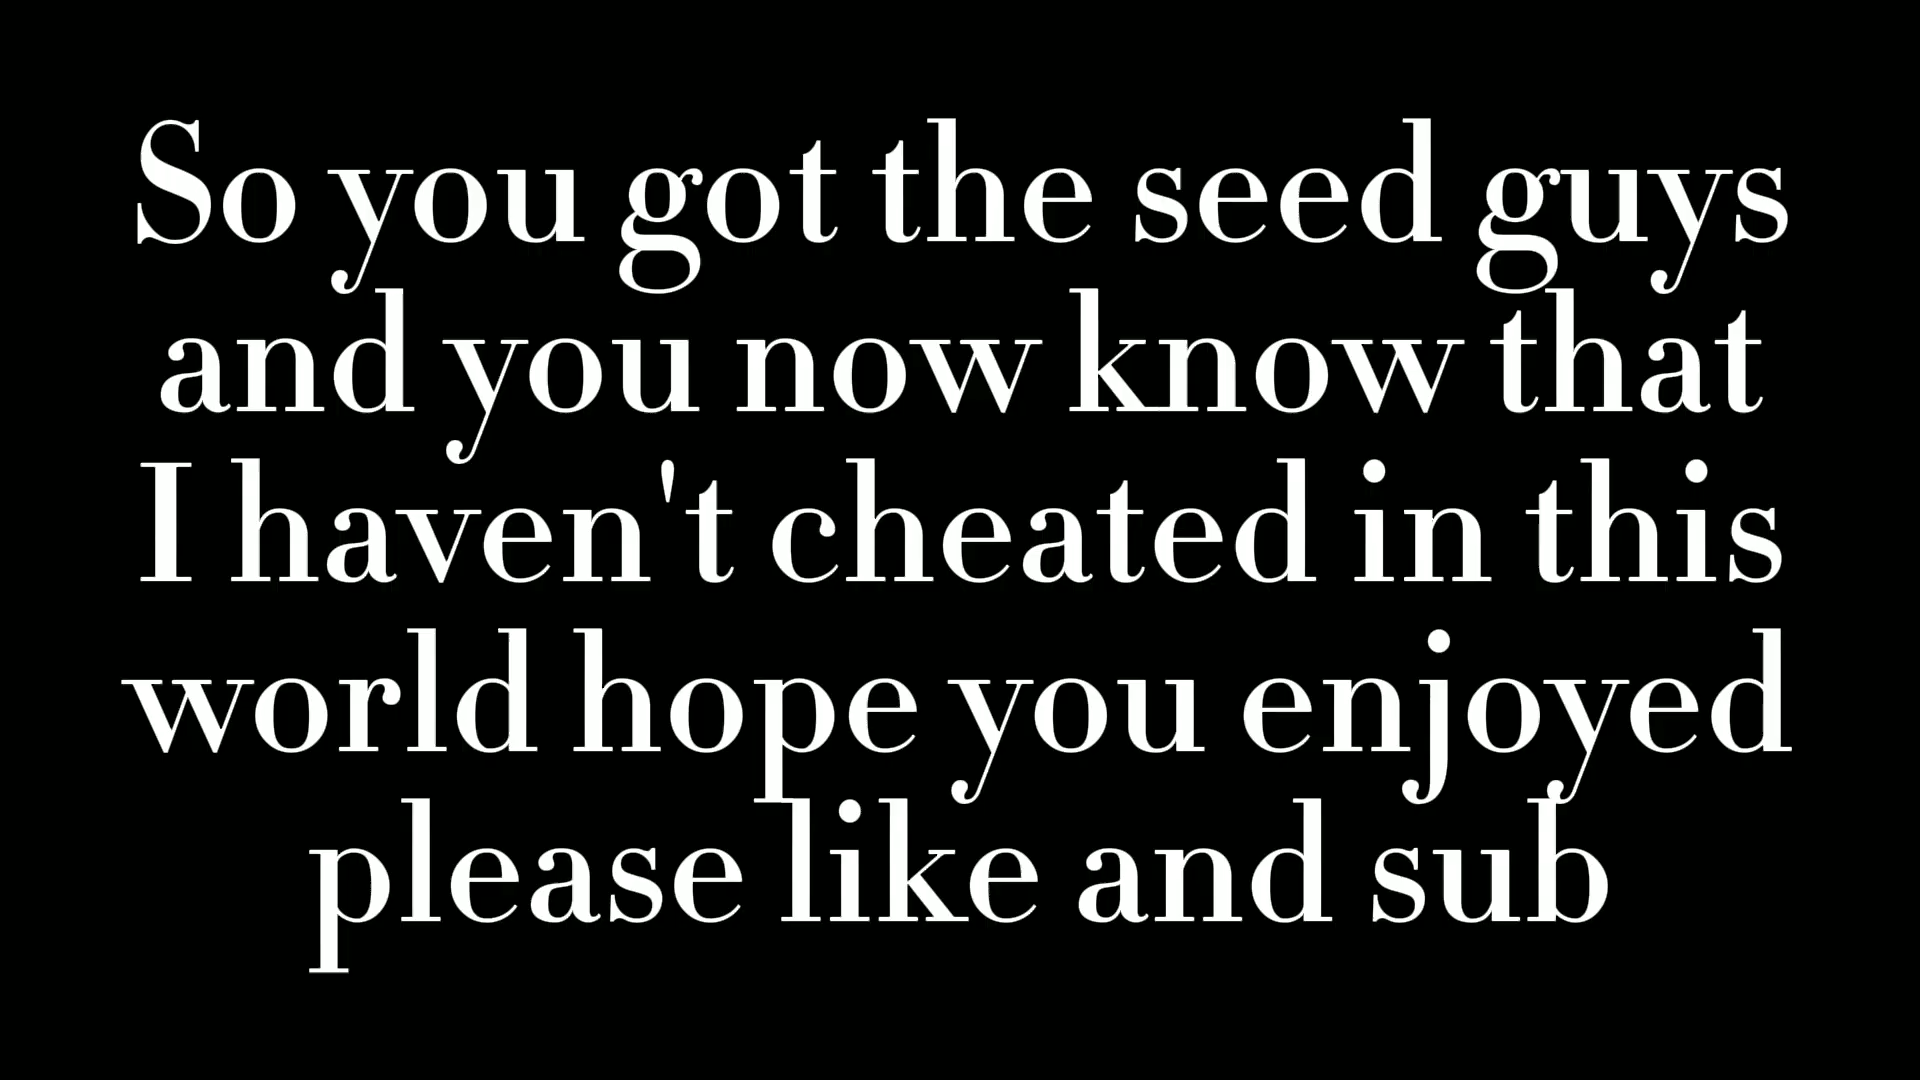 So you got the seed guys
and you now know that
I haven't cheated in this
world hope you enjoyed
please like and sub